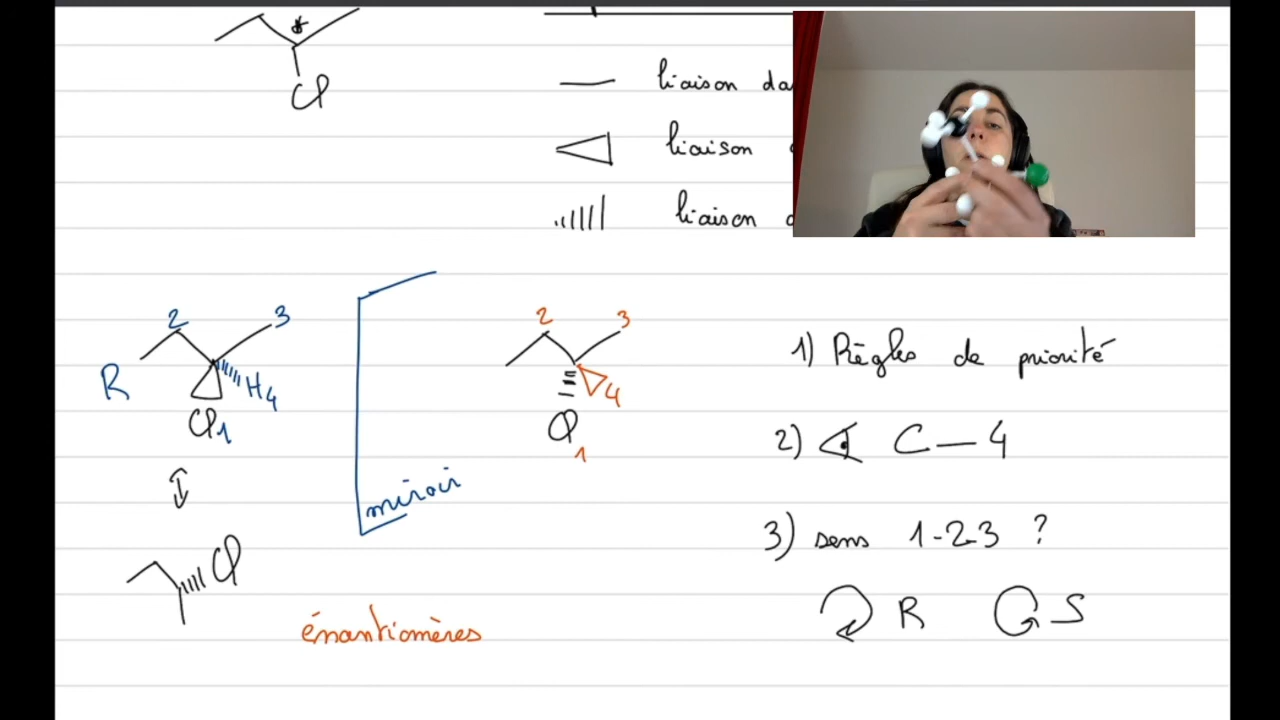 Cl
liaison da
liaison
liaison d
2 3 2 3
R H4 4
Cl1 Cl 1
miroir
Cl
énantiomères
1) Règles de priorité
2) C — 4
3) sens 1-2-3 ?
R S